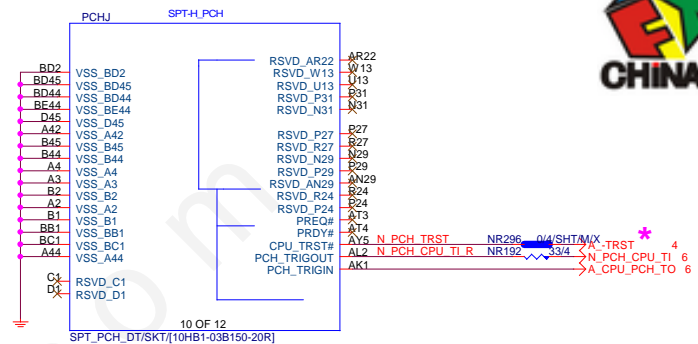 PCHJ SPT-H_PCH
BD2 VSS_BD2
BD45 VSS_BD45
BD44 VSS_BD44
BE44 VSS_BE44
D45 VSS_D45
A42 VSS_A42
B45 VSS_B45
B44 VSS_B44
A4 VSS_A4
A3 VSS_A3
B2 VSS_B2
A2 VSS_A2
B1 VSS_B1
BB1 VSS_BB1
BC1 VSS_BC1
A44 VSS_A44
C1 RSVD_C1
D1 RSVD_D1
RSVD_AR22 AR22
RSVD_W13 W13
RSVD_U13 U13
RSVD_P31 P31
RSVD_N31 N31
RSVD_P27 P27
RSVD_R27 R27
RSVD_N29 N29
RSVD_P29 P29
RSVD_AN29 AN29
RSVD_R24 R24
RSVD_P24 P24
PREQ# AT3
PRDY# AT4
CPU_TRST# AY5 N_PCH_TRST NR296 0/4/SHT/M/X A_-TRST 4
PCH_TRIGOUT AL2 N_PCH_CPU_TI_R NR192 33/4 N_PCH_CPU_TI 6
PCH_TRIGIN AK1 A_CPU_PCH_TO 6
10 OF 12
SPT_PCH_DT/SKT/[10HB1-03B150-20R]
CHINA
*
o m